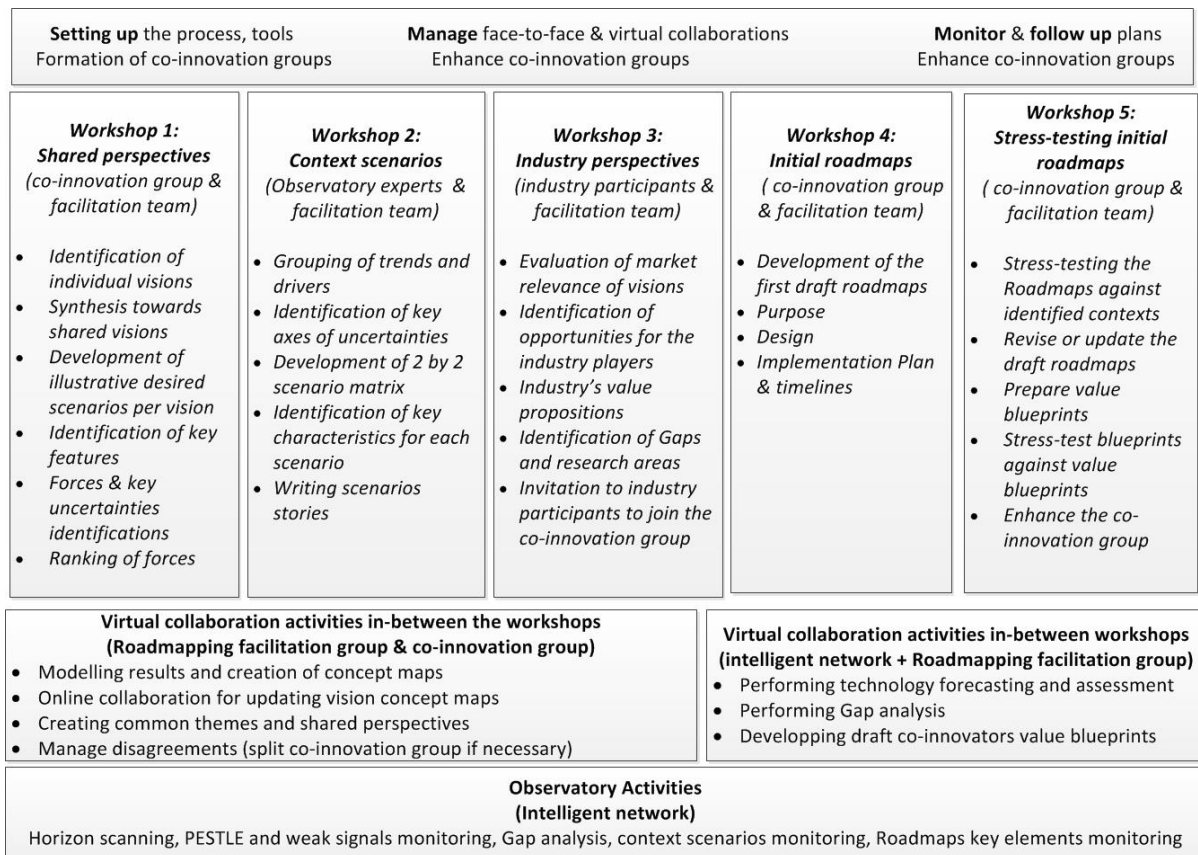 Setting up the process, tools
Formation of co-innovation groups
Manage face-to-face & virtual collaborations
Enhance co-innovation groups
Monitor & follow up plans
Enhance co-innovation groups
Workshop 1:
Shared perspectives
(co-innovation group &
facilitation team)
• Identification of
individual visions
• Synthesis towards
shared visions
• Development of
illustrative desired
scenarios per vision
• Identification of key
features
• Forces & key
uncertainties
identifications
• Ranking of forces
Workshop 2:
Context scenarios
(Observatory experts &
facilitation team)
• Grouping of trends and
drivers
• Identification of key
axes of uncertainties
• Development of 2 by 2
scenario matrix
• Identification of key
characteristics for each
scenario
• Writing scenarios
stories
Workshop 3:
Industry perspectives
(industry participants &
facilitation team)
• Evaluation of market
relevance of visions
• Identification of
opportunities for the
industry players
• Industry's value
propositions
• Identification of Gaps
and research areas
• Invitation to industry
participants to join the
co-innovation group
Workshop 4:
Initial roadmaps
( co-innovation group
& facilitation team)
• Development of the
first draft roadmaps
• Purpose
• Design
• Implementation Plan
& timelines
Workshop 5:
Stress-testing initial
roadmaps
( co-innovation group &
facilitation team)
• Stress-testing the
Roadmaps against
identified contexts
• Revise or update the
draft roadmaps
• Prepare value
blueprints
• Stress-test blueprints
against value
blueprints
• Enhance the co-
innovation group
Virtual collaboration activities in-between the workshops
(Roadmapping facilitation group & co-innovation group)
• Modelling results and creation of concept maps
• Online collaboration for updating vision concept maps
• Creating common themes and shared perspectives
• Manage disagreements (split co-innovation group if necessary)
Virtual collaboration activities in-between workshops
(intelligent network + Roadmapping facilitation group)
• Performing technology forecasting and assessment
• Performing Gap analysis
• Developping draft co-innovators value blueprints
Observatory Activities
(Intelligent network)
Horizon scanning, PESTLE and weak signals monitoring, Gap analysis, context scenarios monitoring, Roadmaps key elements monitoring